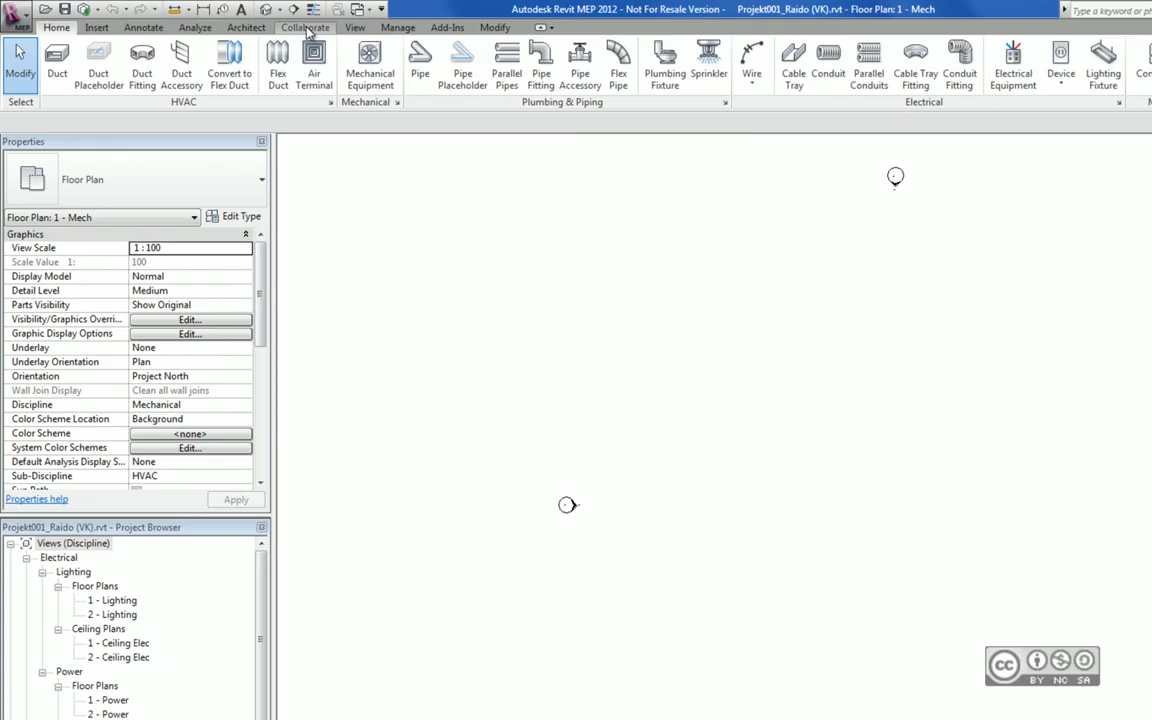 Autodesk Revit MEP 2012 - Not For Resale Version - Projekt001_Raido (VK).rvt - Floor Plan: 1 - Mech
Type a keyword or ph
MEP Home Insert Annotate Analyze Architect Collaborate View Manage Add-Ins Modify
Modify
Duct
Duct Placeholder
Duct Fitting
Duct Accessory
Convert to Flex Duct
Flex Duct
Air Terminal
Mechanical Equipment
Pipe
Pipe Placeholder
Parallel Pipes
Pipe Fitting
Pipe Accessory
Flex Pipe
Plumbing Fixture
Sprinkler
Wire
Cable Tray
Conduit
Parallel Conduits
Cable Tray Fitting
Conduit Fitting
Electrical Equipment
Device
Lighting Fixture
Select HVAC Mechanical Plumbing & Piping Electrical
Properties
Floor Plan
Floor Plan: 1 - Mech Edit Type
Graphics
View Scale 1 : 100
Scale Value 1: 100
Display Model Normal
Detail Level Medium
Parts Visibility Show Original
Visibility/Graphics Overri... Edit...
Graphic Display Options Edit...
Underlay None
Underlay Orientation Plan
Orientation Project North
Wall Join Display Clean all wall joins
Discipline Mechanical
Color Scheme Location Background
Color Scheme <none>
System Color Schemes Edit...
Default Analysis Display S... None
Sub-Discipline HVAC
Properties help Apply
Projekt001_Raido (VK).rvt - Project Browser
Views (Discipline)
Electrical
Lighting
Floor Plans
1 - Lighting
2 - Lighting
Ceiling Plans
1 - Ceiling Elec
2 - Ceiling Elec
Power
Floor Plans
1 - Power
2 - Power
cc
BY NC SA